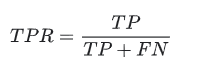 TPR = TP / (TP + FN)